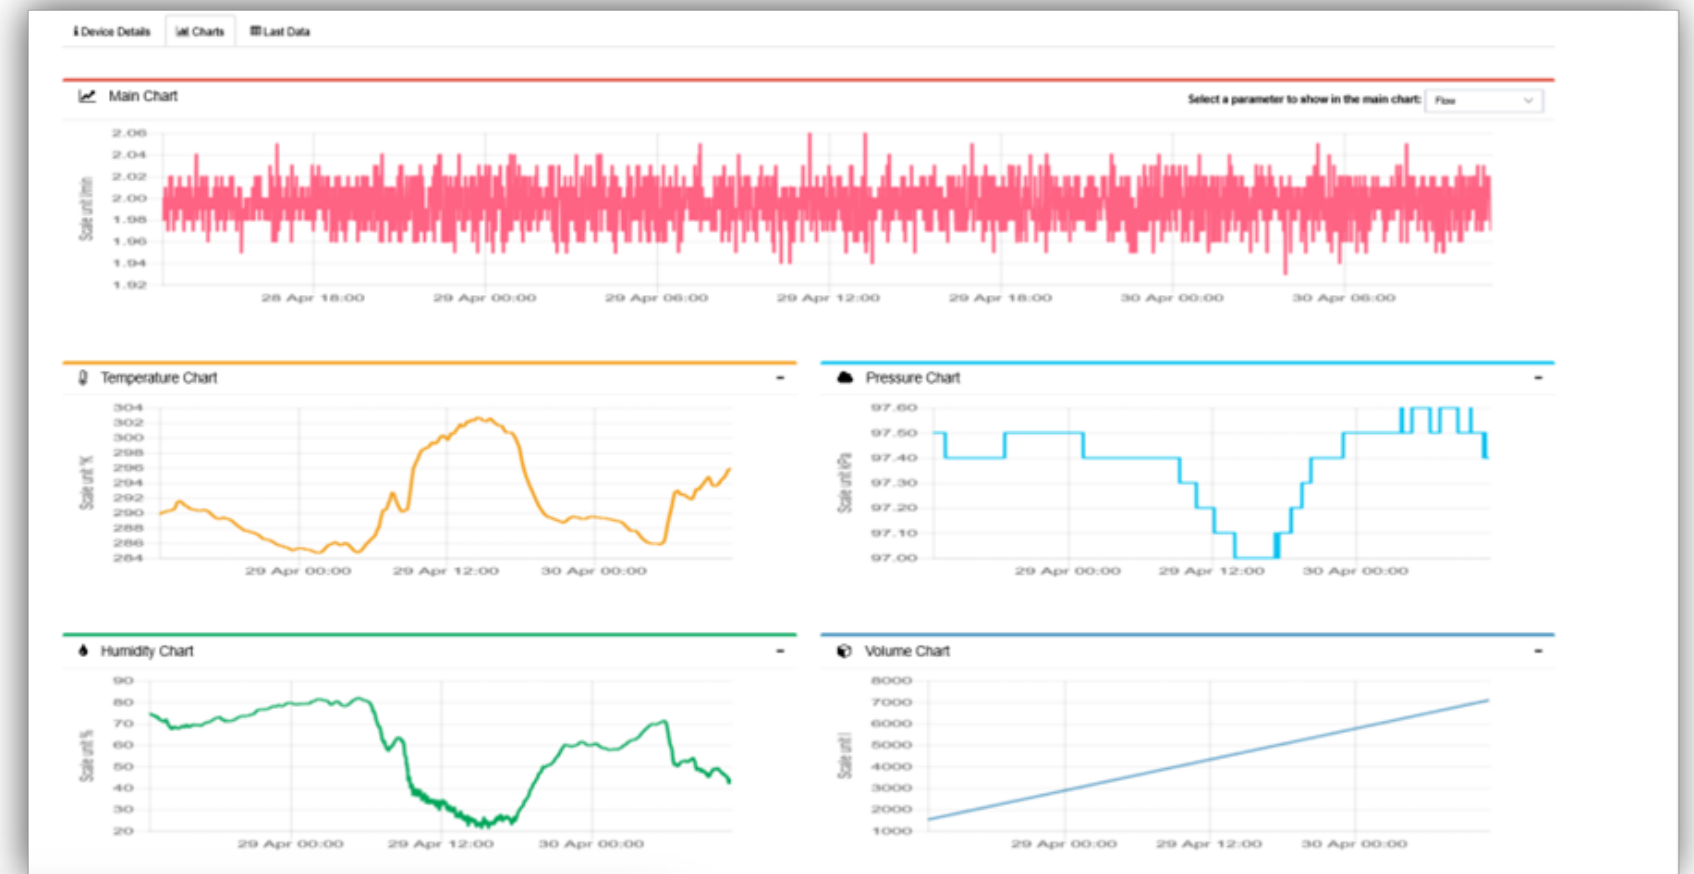 Device Details
Charts
Last Data
Main Chart
Select a parameter to show in the main chart:
Flow
Scale unit l/min
2.06
2.04
2.02
2.00
1.98
1.96
1.94
1.92
28 Apr 18:00
29 Apr 00:00
29 Apr 06:00
29 Apr 12:00
29 Apr 18:00
30 Apr 00:00
30 Apr 06:00
Temperature Chart
Scale unit °K
304
302
300
298
296
294
292
290
288
286
284
29 Apr 00:00
29 Apr 12:00
30 Apr 00:00
Pressure Chart
Scale unit kPa
97.60
97.50
97.40
97.30
97.20
97.10
97.00
29 Apr 00:00
29 Apr 12:00
30 Apr 00:00
Humidity Chart
Scale unit %
90
80
70
60
50
40
30
20
29 Apr 00:00
29 Apr 12:00
30 Apr 00:00
Volume Chart
Scale unit l
8000
7000
6000
5000
4000
3000
2000
1000
29 Apr 00:00
29 Apr 12:00
30 Apr 00:00